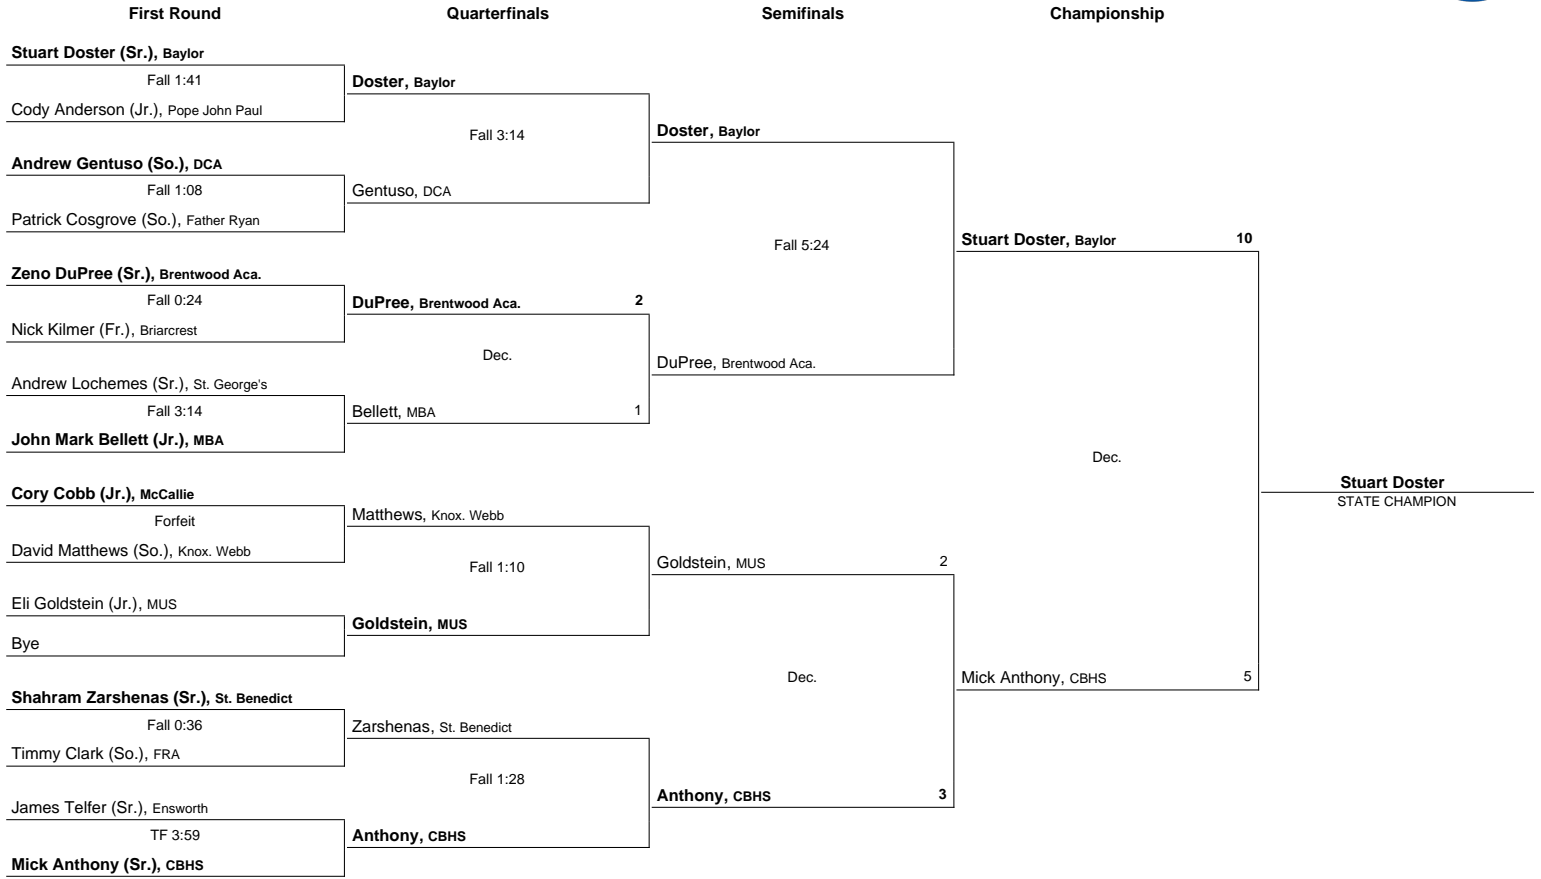 First Round
Quarterfinals
Semifinals
Championship
Stuart Doster (Sr.), Baylor
Fall 1:41
Cody Anderson (Jr.), Pope John Paul
Andrew Gentuso (So.), DCA
Fall 1:08
Patrick Cosgrove (So.), Father Ryan
Zeno DuPree (Sr.), Brentwood Aca.
Fall 0:24
Nick Kilmer (Fr.), Briarcrest
Andrew Lochemes (Sr.), St. George's
Fall 3:14
John Mark Bellett (Jr.), MBA
Cory Cobb (Jr.), McCallie
Forfeit
David Matthews (So.), Knox. Webb
Eli Goldstein (Jr.), MUS
Bye
Shahram Zarshenas (Sr.), St. Benedict
Fall 0:36
Timmy Clark (So.), FRA
James Telfer (Sr.), Ensworth
TF 3:59
Mick Anthony (Sr.), CBHS
Doster, Baylor
Fall 3:14
Gentuso, DCA
DuPree, Brentwood Aca. 2
Dec.
Bellett, MBA 1
Matthews, Knox. Webb
Fall 1:10
Goldstein, MUS
Zarshenas, St. Benedict
Fall 1:28
Anthony, CBHS
Doster, Baylor
Fall 5:24
DuPree, Brentwood Aca.
Goldstein, MUS 2
Dec.
Anthony, CBHS 3
Stuart Doster, Baylor 10
Dec.
Mick Anthony, CBHS 5
Stuart Doster
STATE CHAMPION